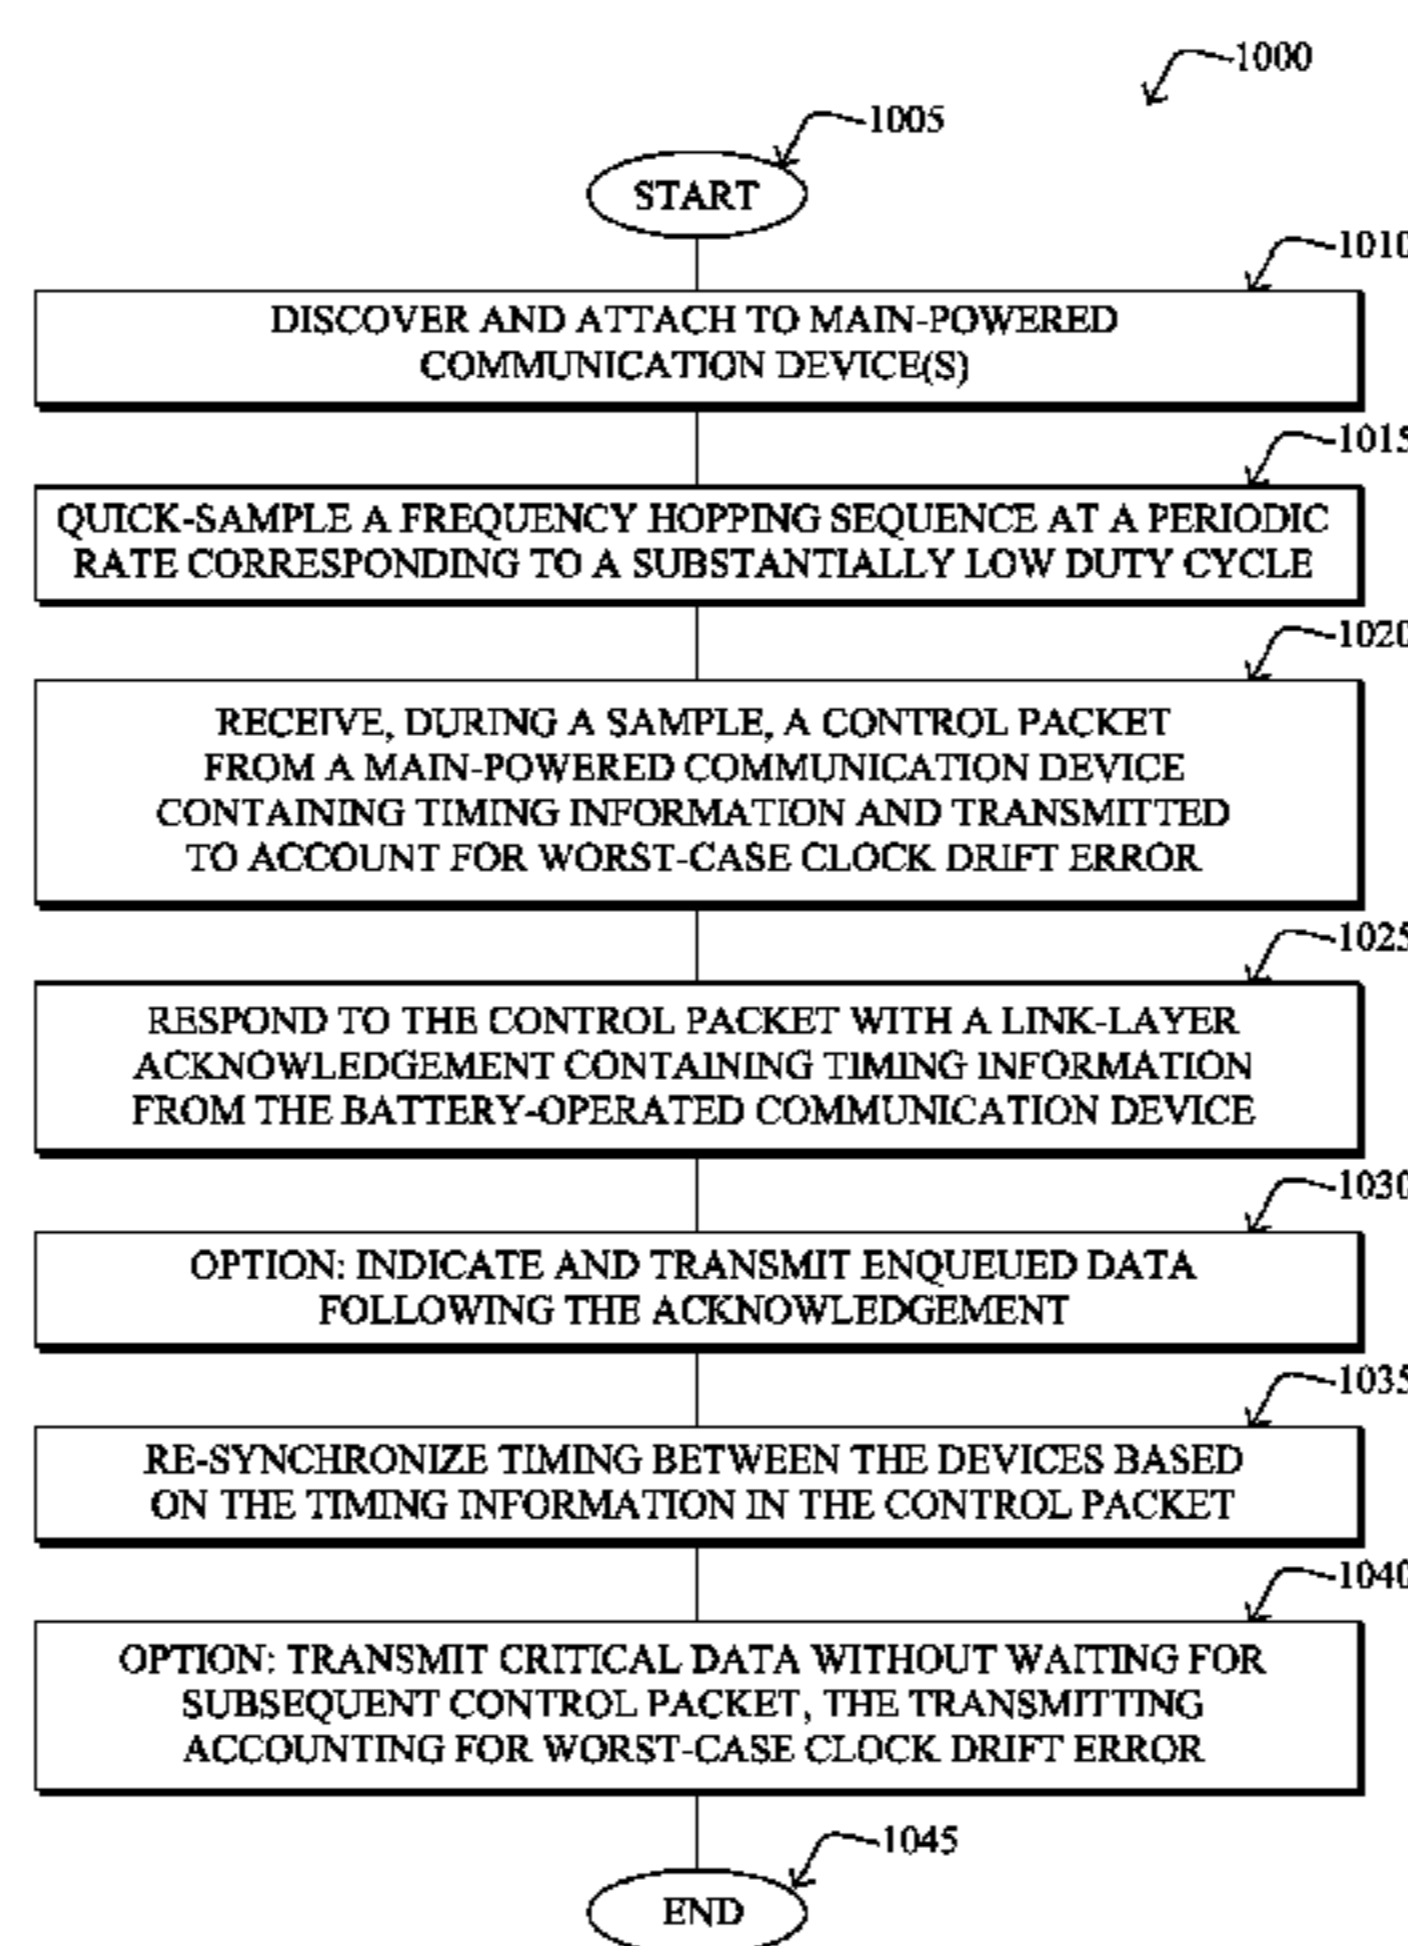 1000
1005
START
1010
DISCOVER AND ATTACH TO MAIN-POWERED
COMMUNICATION DEVICE(S)
1015
QUICK-SAMPLE A FREQUENCY HOPPING SEQUENCE AT A PERIODIC
RATE CORRESPONDING TO A SUBSTANTIALLY LOW DUTY CYCLE
1020
RECEIVE, DURING A SAMPLE, A CONTROL PACKET
FROM A MAIN-POWERED COMMUNICATION DEVICE
CONTAINING TIMING INFORMATION AND TRANSMITTED
TO ACCOUNT FOR WORST-CASE CLOCK DRIFT ERROR
1025
RESPOND TO THE CONTROL PACKET WITH A LINK-LAYER
ACKNOWLEDGEMENT CONTAINING TIMING INFORMATION
FROM THE BATTERY-OPERATED COMMUNICATION DEVICE
1030
OPTION: INDICATE AND TRANSMIT ENQUEUED DATA
FOLLOWING THE ACKNOWLEDGEMENT
1035
RE-SYNCHRONIZE TIMING BETWEEN THE DEVICES BASED
ON THE TIMING INFORMATION IN THE CONTROL PACKET
1040
OPTION: TRANSMIT CRITICAL DATA WITHOUT WAITING FOR
SUBSEQUENT CONTROL PACKET, THE TRANSMITTING
ACCOUNTING FOR WORST-CASE CLOCK DRIFT ERROR
1045
END